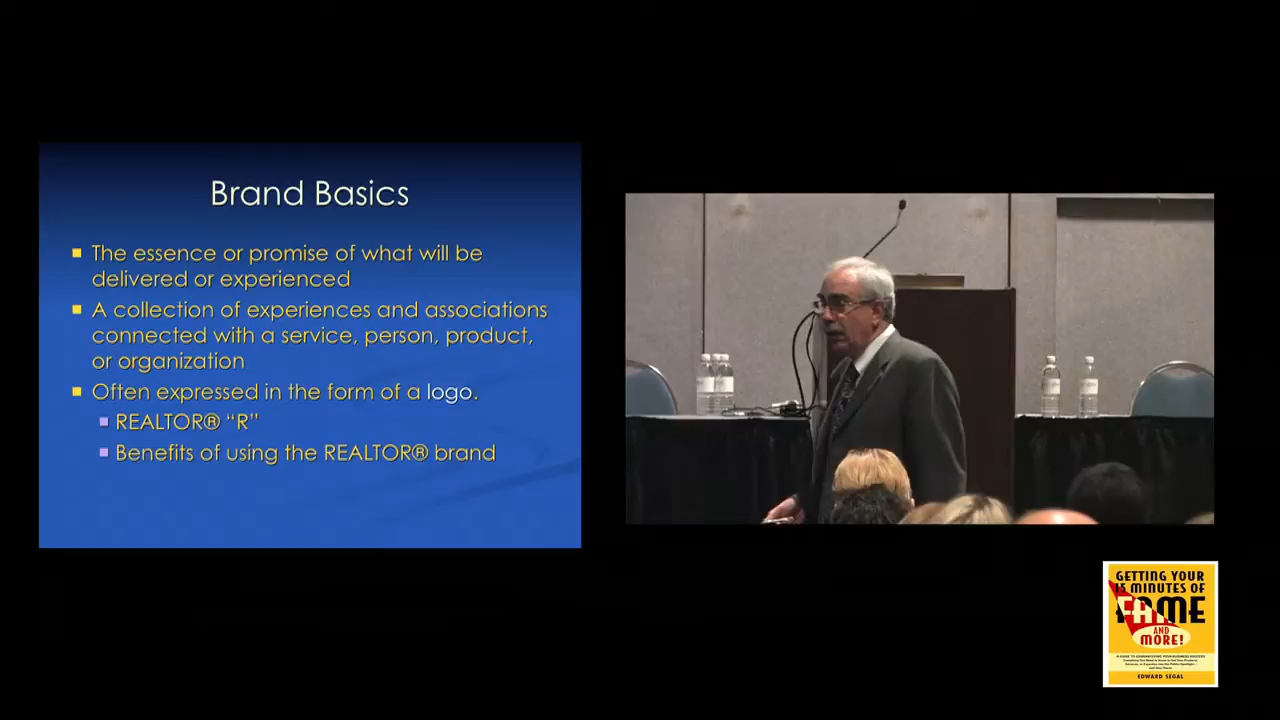 Brand Basics
The essence or promise of what will be
delivered or experienced
A collection of experiences and associations
connected with a service, person, product,
or organization
Often expressed in the form of a logo.
REALTOR® “R”
Benefits of using the REALTOR® brand
GETTING YOUR
15 MINUTES OF
FAME
AND
MORE!
EDWARD SEGAL